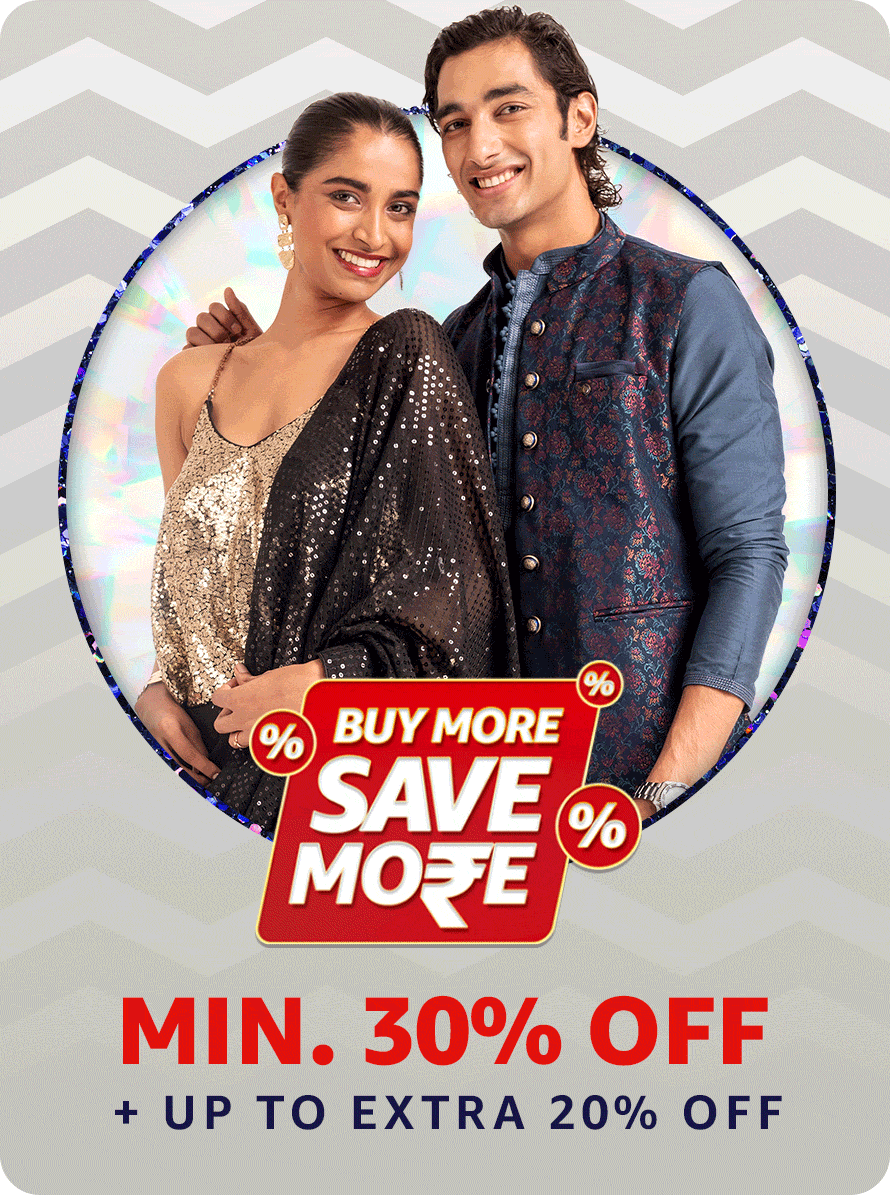 %
BUY MORE
%
SAVE
%
MO₹E
MIN. 30% OFF
+ UP TO EXTRA 20% OFF